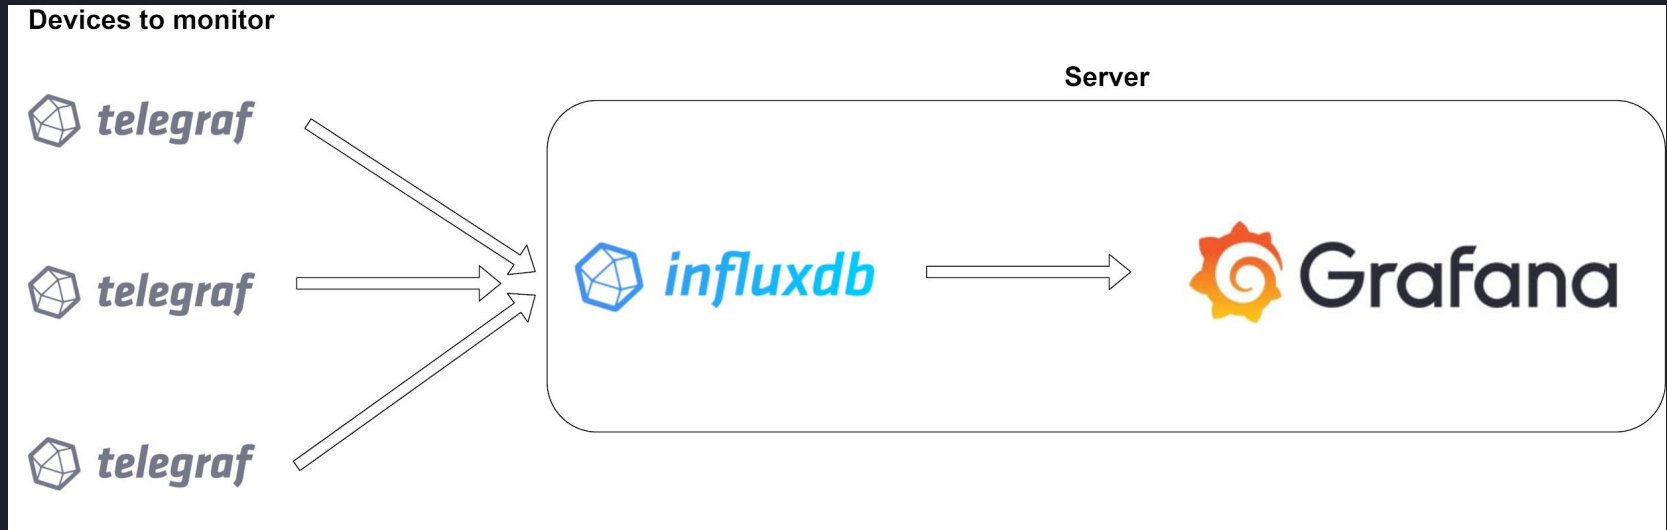 Devices to monitor
Server
telegraf
telegraf
telegraf
influxdb
Grafana